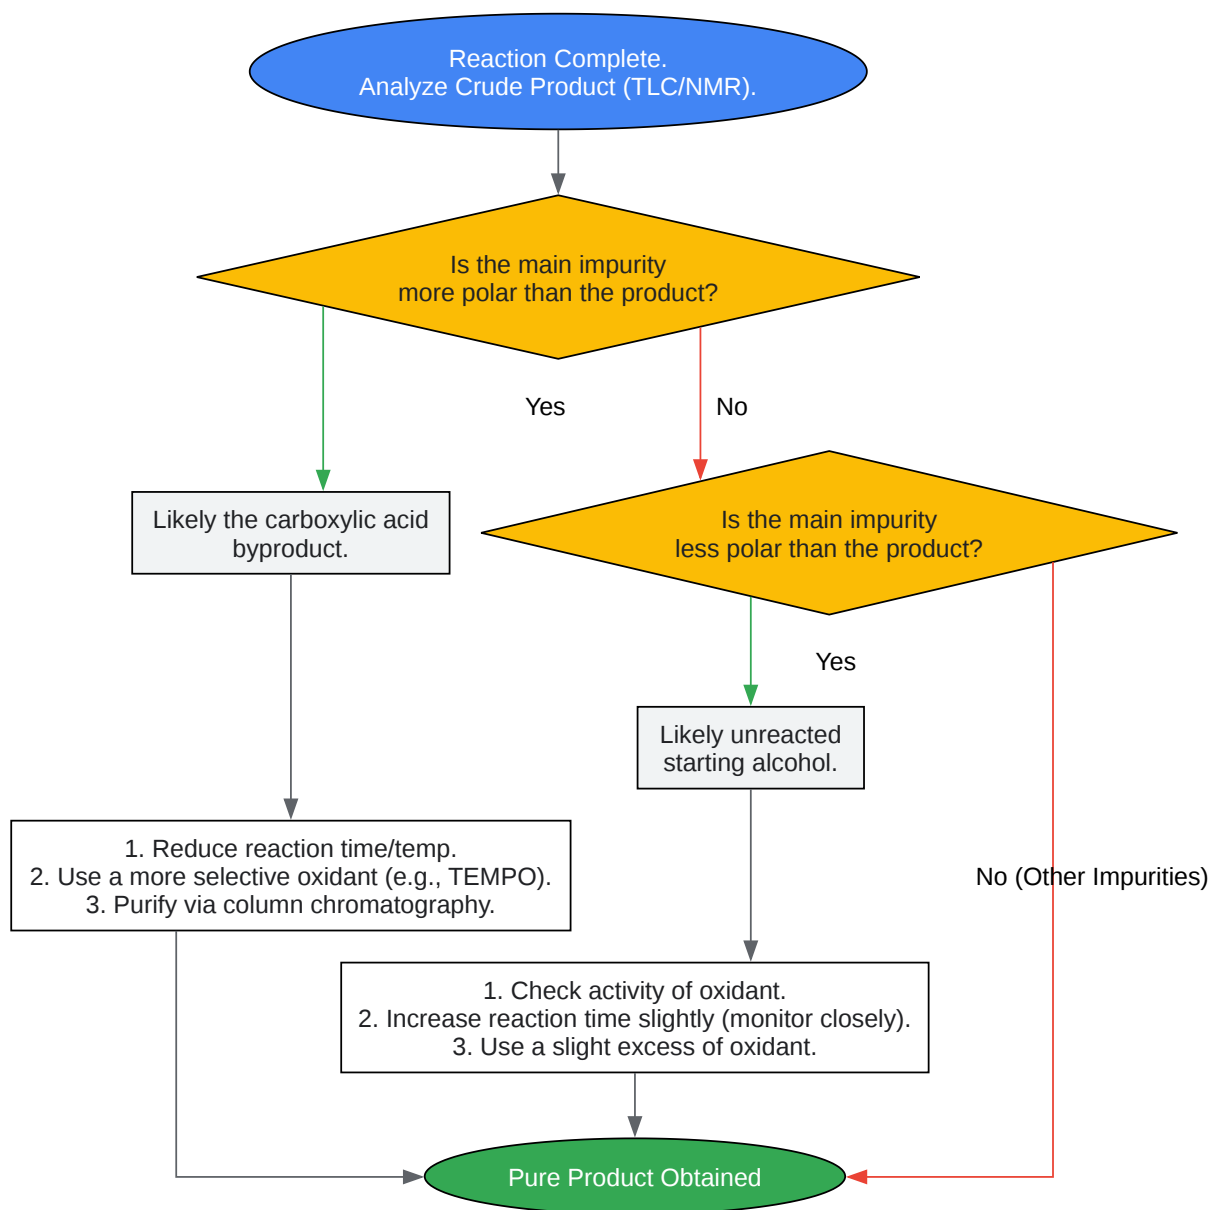 Reaction Complete.
Analyze Crude Product (TLC/NMR).
Is the main impurity
more polar than the product?
Yes
No
Likely the carboxylic acid
byproduct.
Is the main impurity
less polar than the product?
Yes
Likely unreacted
starting alcohol.
1. Reduce reaction time/temp.
2. Use a more selective oxidant (e.g., TEMPO).
3. Purify via column chromatography.
No (Other Impurities)
1. Check activity of oxidant.
2. Increase reaction time slightly (monitor closely).
3. Use a slight excess of oxidant.
Pure Product Obtained